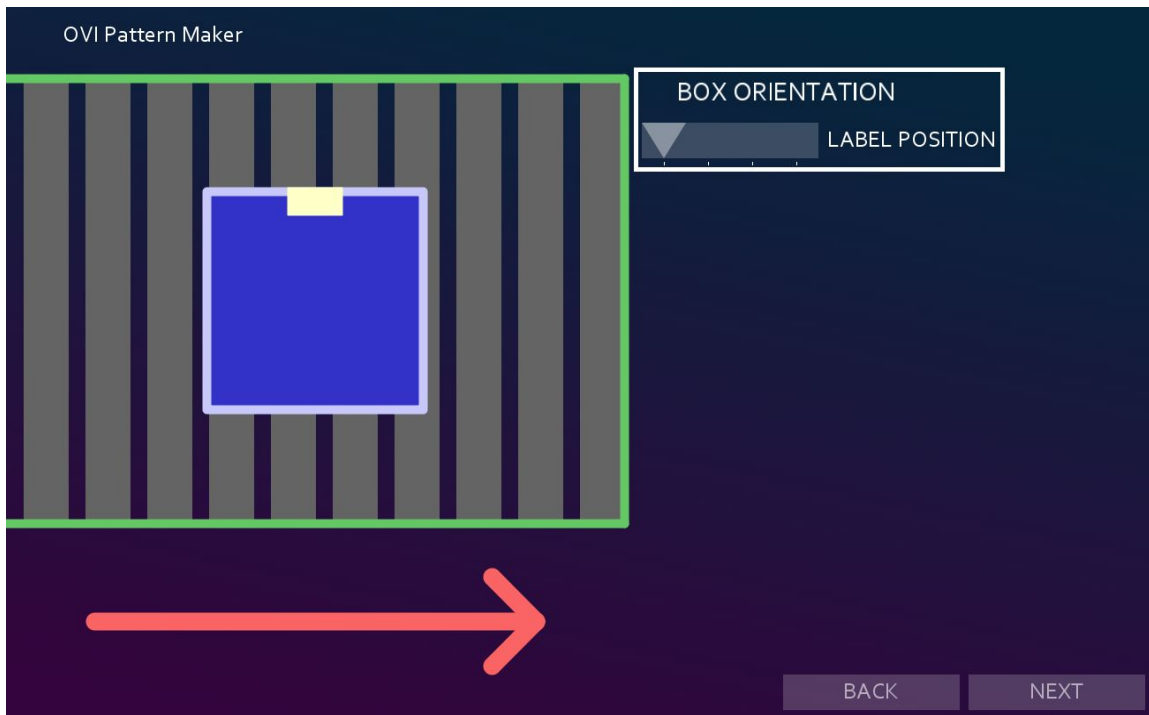 OVI Pattern Maker
BOX ORIENTATION
LABEL POSITION
BACK
NEXT